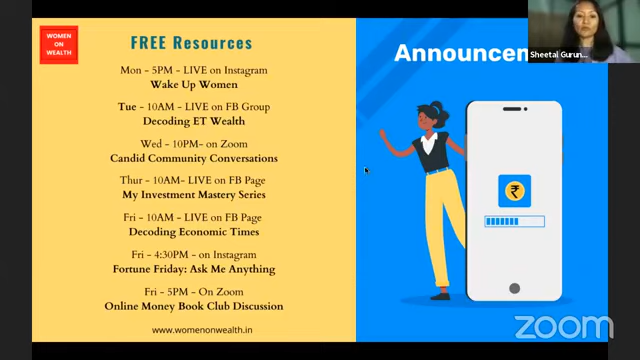 WOMEN
ON
WEALTH
FREE Resources
Mon - 5PM - LIVE on Instagram
Wake Up Women
Tue - 10AM - LIVE on FB Group
Decoding ET Wealth
Wed - 10PM- on Zoom
Candid Community Conversations
Thur - 10AM- LIVE on FB Page
My Investment Mastery Series
Fri - 10AM - LIVE on FB Page
Decoding Economic Times
Fri - 4:30PM - on Instagram
Fortune Friday: Ask Me Anything
Fri - 5PM - On Zoom
Online Money Book Club Discussion
www.womenonwealth.in
Announcem
₹
Sheetal Gurun...
zoom